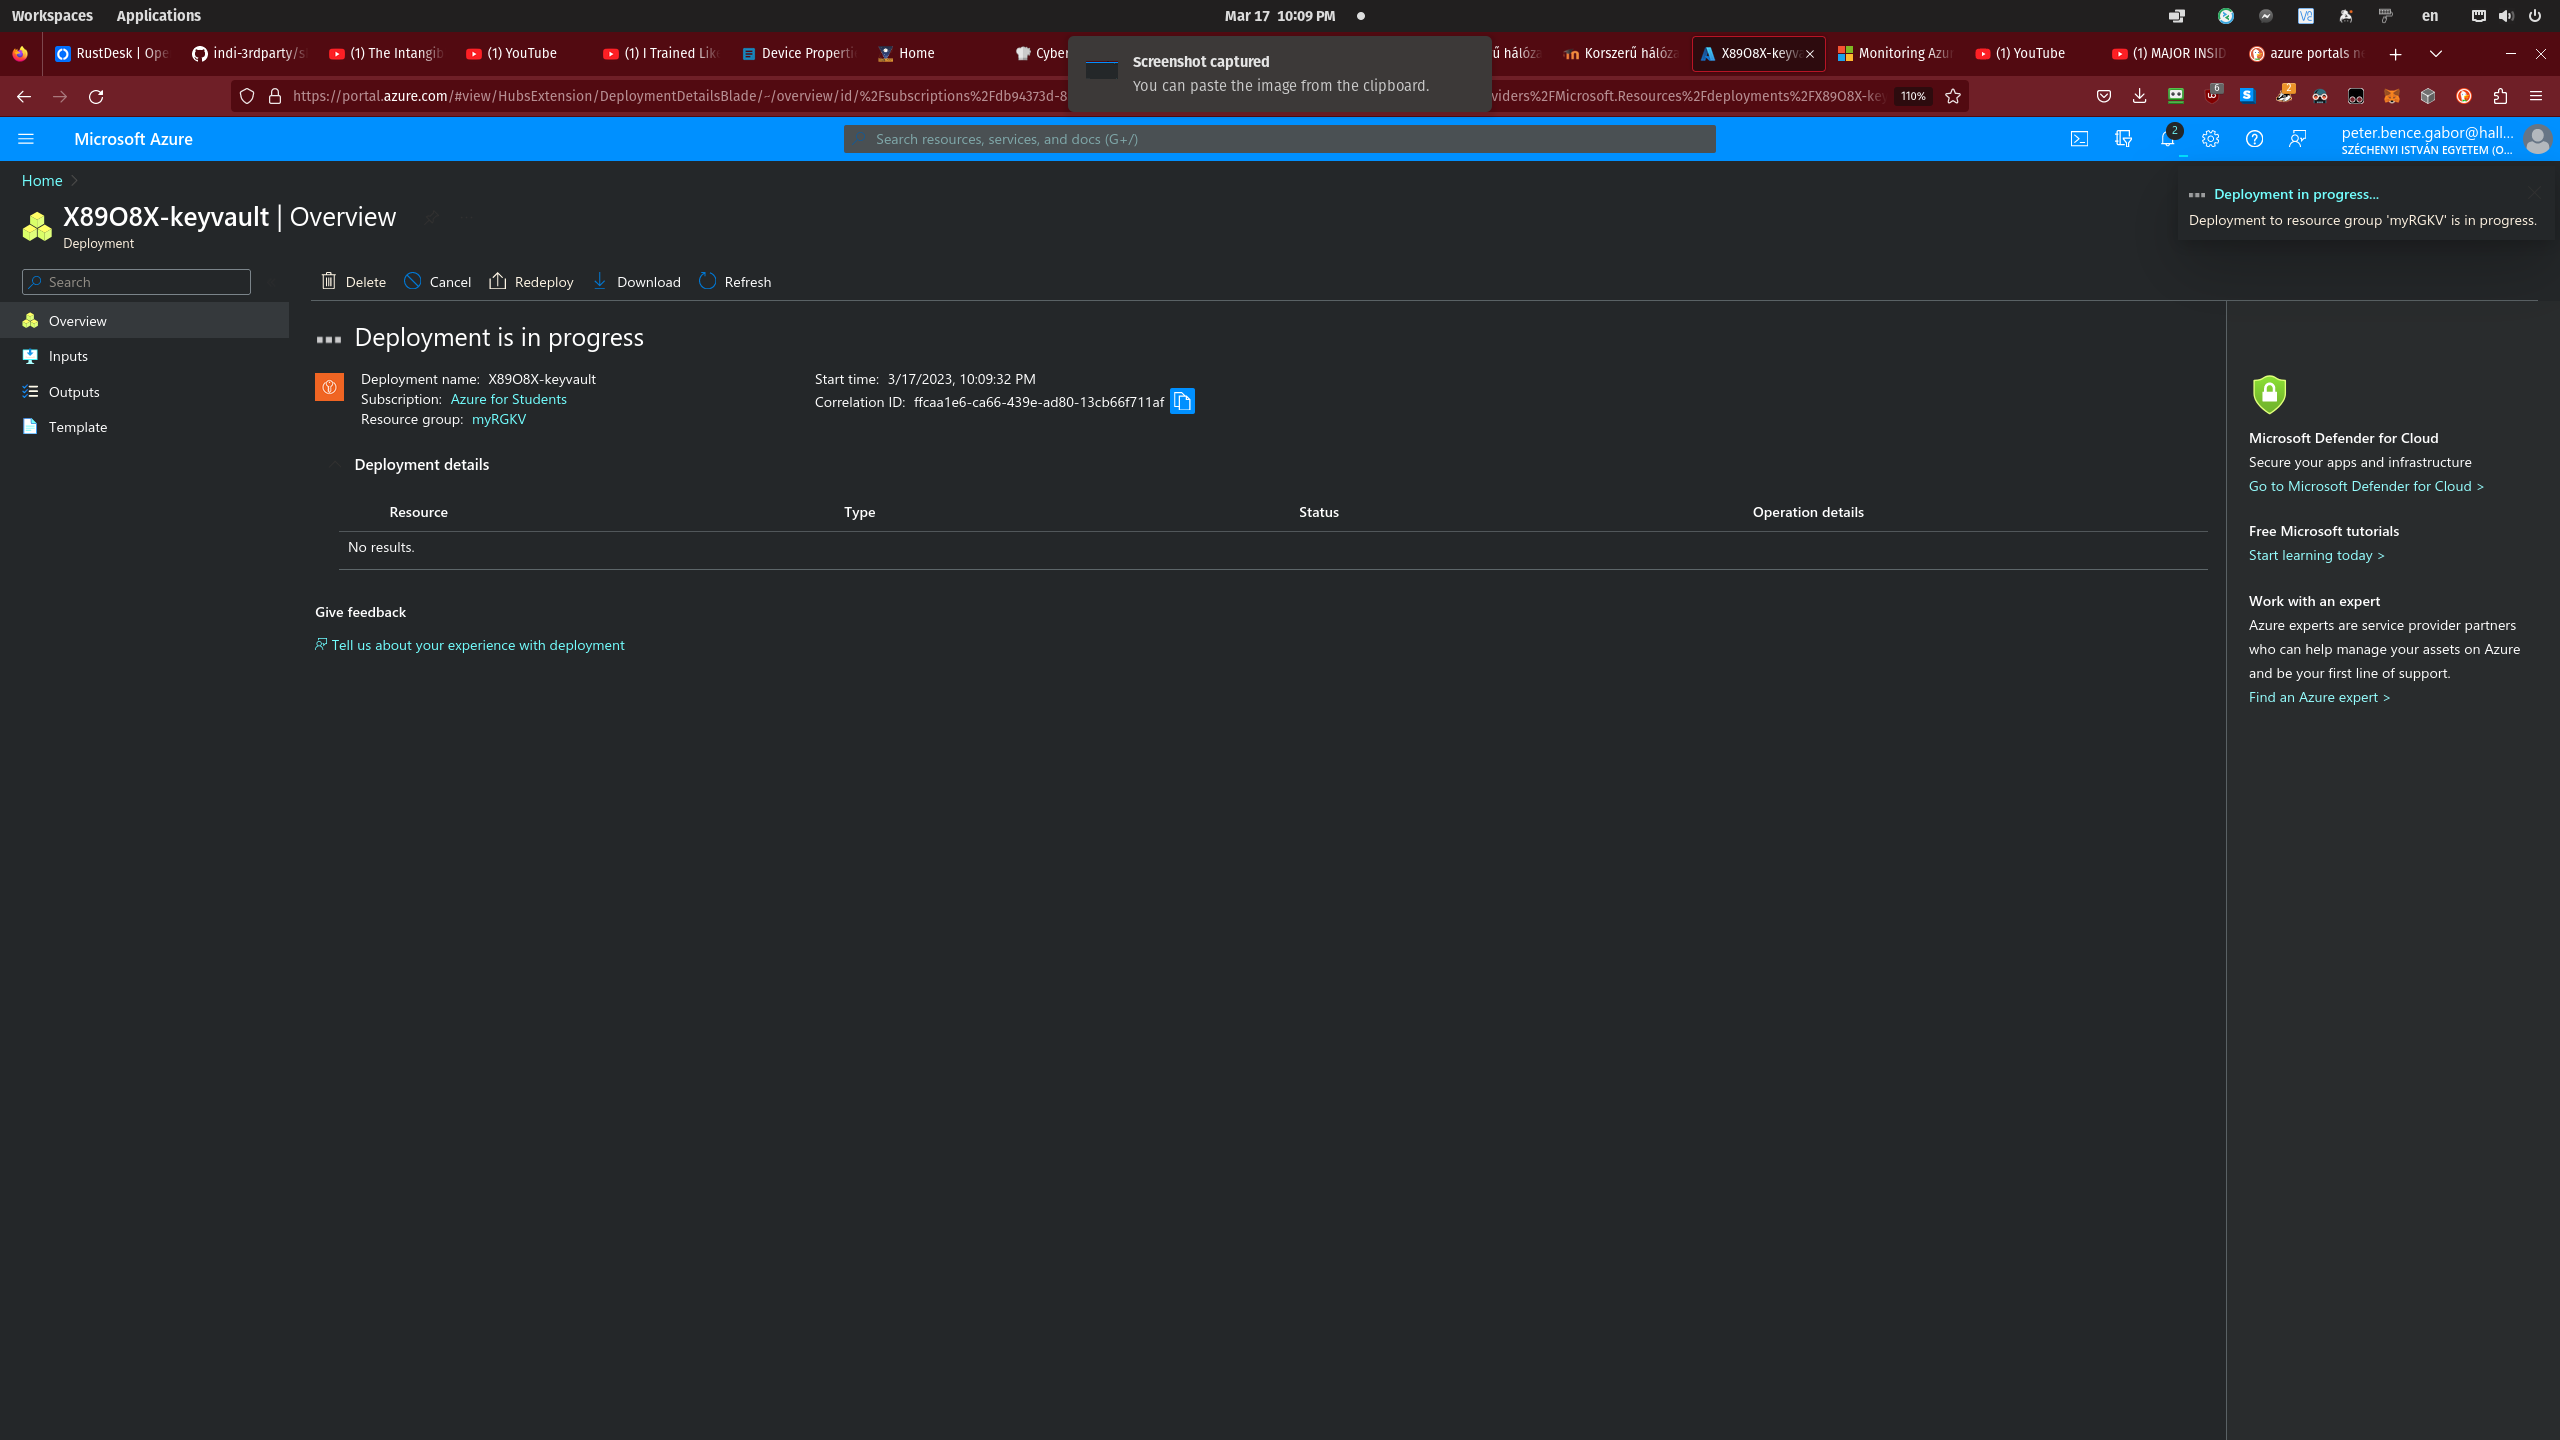 Workspaces Applications Mar 17 10:09 PM en
RustDesk | Ope indi-3rdparty/s (1) The Intangib (1) YouTube (1) I Trained Lik Device Properti Home Cyber ű hálóza Korszerű hálóza X89O8X-keyva Monitoring Azur (1) YouTube (1) MAJOR INSID azure portals n
Screenshot captured
You can paste the image from the clipboard.
https://portal.azure.com/#view/HubsExtension/DeploymentDetailsBlade/~/overview/id/%2Fsubscriptions%2Fdb94373d-8 viders%2FMicrosoft.Resources%2Fdeployments%2FX89O8X-key 110% 6 2
Microsoft Azure Search resources, services, and docs (G+/) 2 peter.bence.gabor@hall...
SZÉCHENYI ISTVÁN EGYETEM (O...
Home
X89O8X-keyvault | Overview
Deployment
Deployment in progress...
Deployment to resource group 'myRGKV' is in progress.
Search
Overview
Inputs
Outputs
Template
Delete Cancel Redeploy Download Refresh
Deployment is in progress
Deployment name: X89O8X-keyvault
Subscription: Azure for Students
Resource group: myRGKV
Start time: 3/17/2023, 10:09:32 PM
Correlation ID: ffcaa1e6-ca66-439e-ad80-13cb66f711af
Deployment details
Resource Type Status Operation details
No results.
Give feedback
Tell us about your experience with deployment
Microsoft Defender for Cloud
Secure your apps and infrastructure
Go to Microsoft Defender for Cloud >
Free Microsoft tutorials
Start learning today >
Work with an expert
Azure experts are service provider partners
who can help manage your assets on Azure
and be your first line of support.
Find an Azure expert >